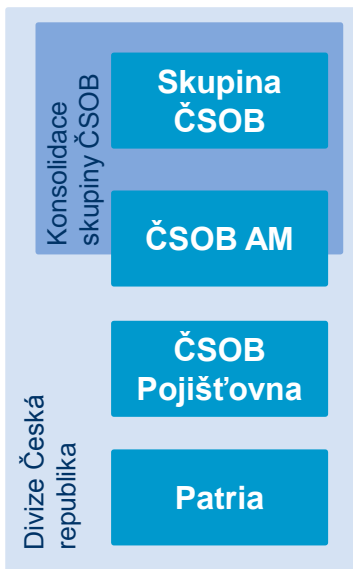 Konsolidace
skupiny ČSOB
Skupina
ČSOB
ČSOB AM
ČSOB
Pojišťovna
Patria
Divize Česká
republika